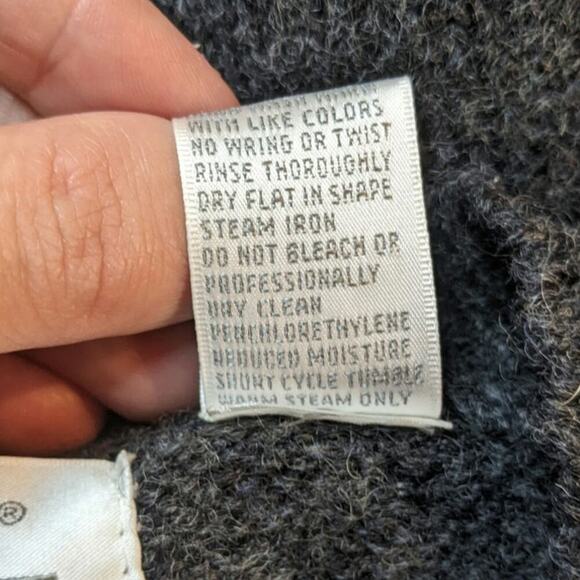 WITH LIKE COLORS
NO WRING OR TWIST
RINSE THOROUGHLY
DRY FLAT IN SHAPE
STEAM IRON
DO NOT BLEACH OR
PROFESSIONALLY
DRY CLEAN
PERCHLORETHYLENE
REDUCED MOISTURE
SHORT CYCLE TUMBLE
WARM STEAM ONLY
®